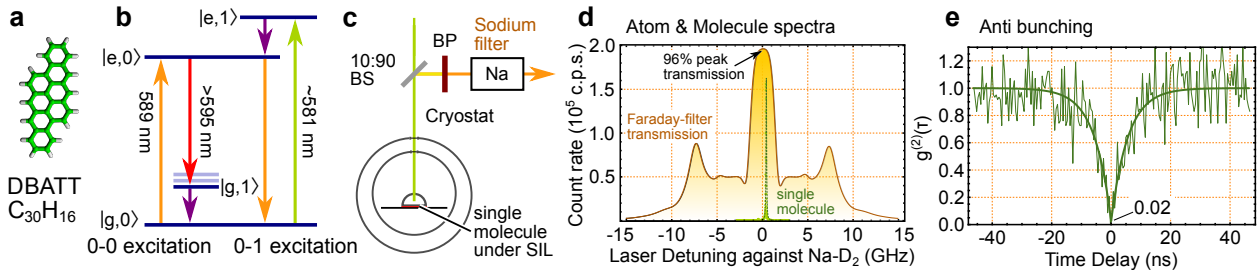 a
DBATT
C30H16
b
|e,1⟩
|e,0⟩
589 nm
>595 nm
~581 nm
|g,1⟩
|g,0⟩
0-0 excitation
0-1 excitation
c
Sodium
filter
BP
10:90
BS
Na
Cryostat
single
molecule
under SIL
d
Atom & Molecule spectra
Count rate (10⁵ c.p.s.)
2.0
1.5
1.0
0.5
96% peak
transmission
Faraday-filter
transmission
single
molecule
-15
-10
-5
0
5
10
15
Laser Detuning against Na-D₂ (GHz)
e
Anti bunching
g⁽²⁾(τ)
1.2
1.0
0.8
0.6
0.4
0.2
0.0
0.02
-40
-20
0
20
40
Time Delay (ns)